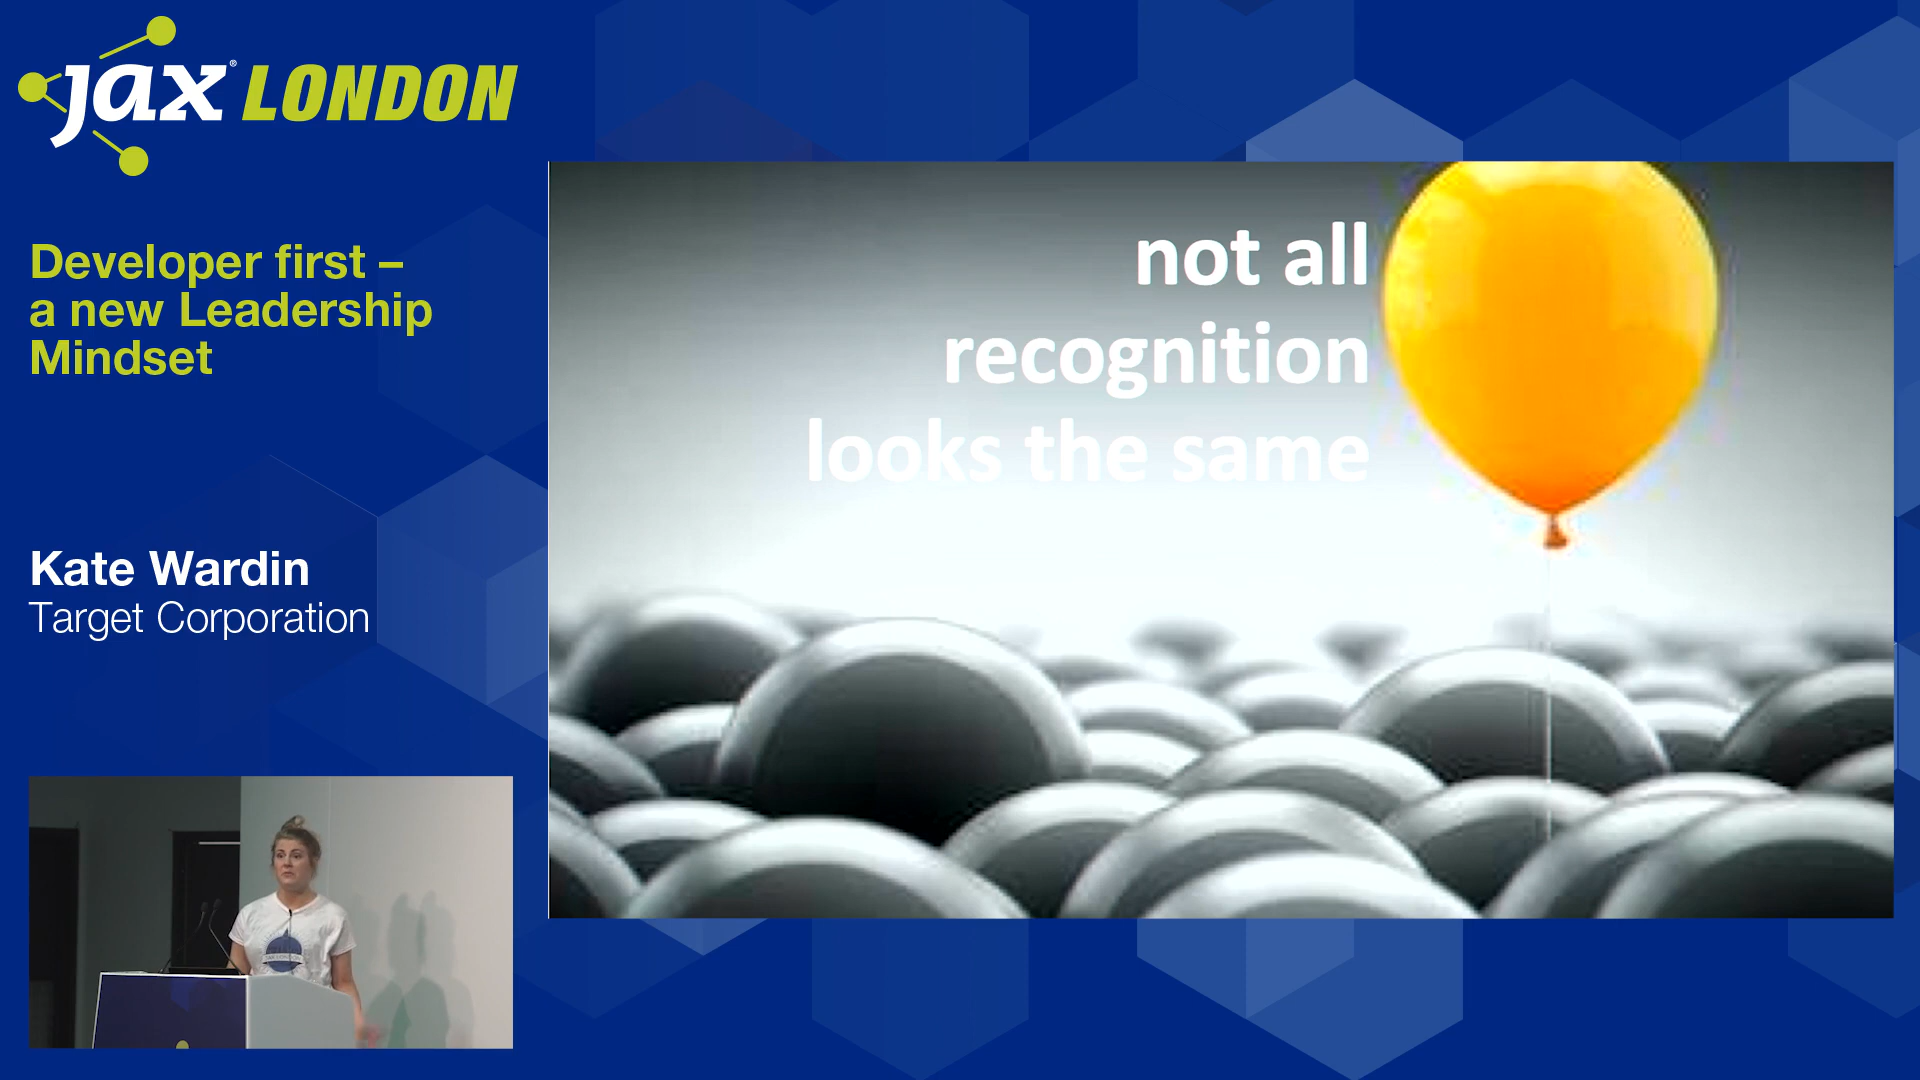 jax® LONDON
Developer first –
a new Leadership
Mindset
Kate Wardin
Target Corporation
not all
recognition
looks the same